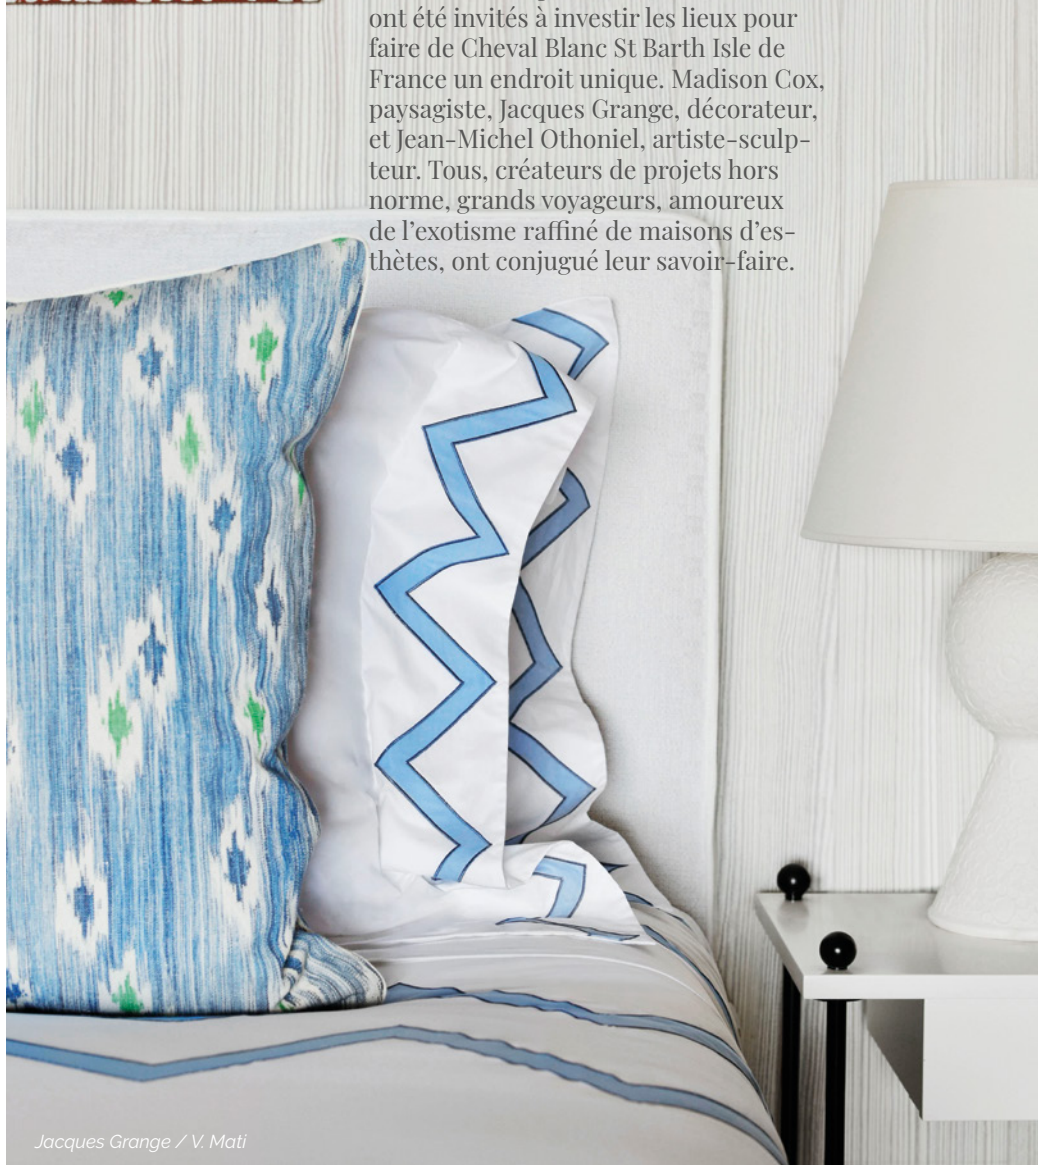 ont été invités à investir les lieux pour
faire de Cheval Blanc St Barth Isle de
France un endroit unique. Madison Cox,
paysagiste, Jacques Grange, décorateur,
et Jean-Michel Othoniel, artiste-sculp-
teur. Tous, créateurs de projets hors
norme, grands voyageurs, amoureux
de l’exotisme raffiné de maisons d’es-
thètes, ont conjugué leur savoir-faire.
Jacques Grange / V. Mati